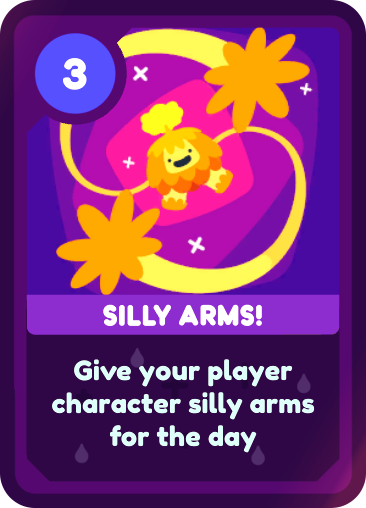 3
SILLY ARMS!
Give your player
character silly arms
for the day